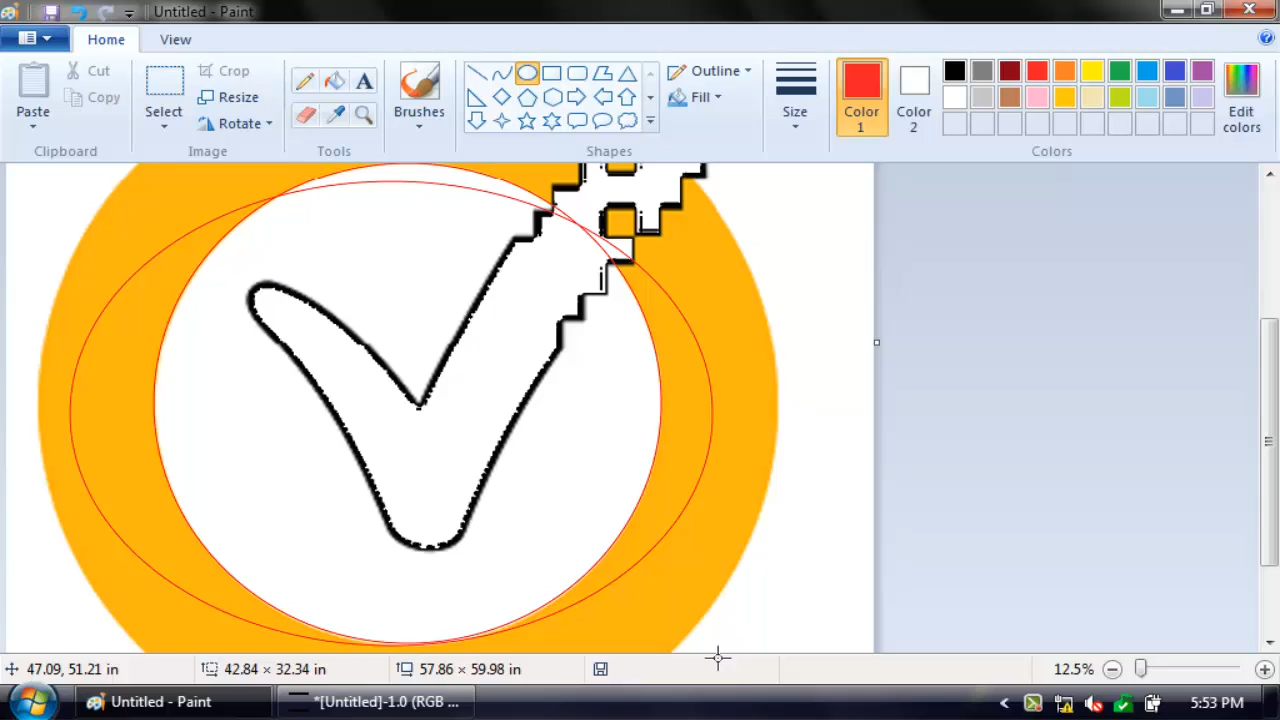 Untitled - Paint
Home View
Paste
Cut
Copy
Clipboard
Select
Crop
Resize
Rotate
Image
Tools
Brushes
Shapes
Outline
Fill
Size
Color 1
Color 2
Edit colors
Colors
47.09, 51.21 in
42.84 × 32.34 in
57.86 × 59.98 in
12.5%
Untitled - Paint
*[Untitled]-1.0 (RGB ...
5:53 PM